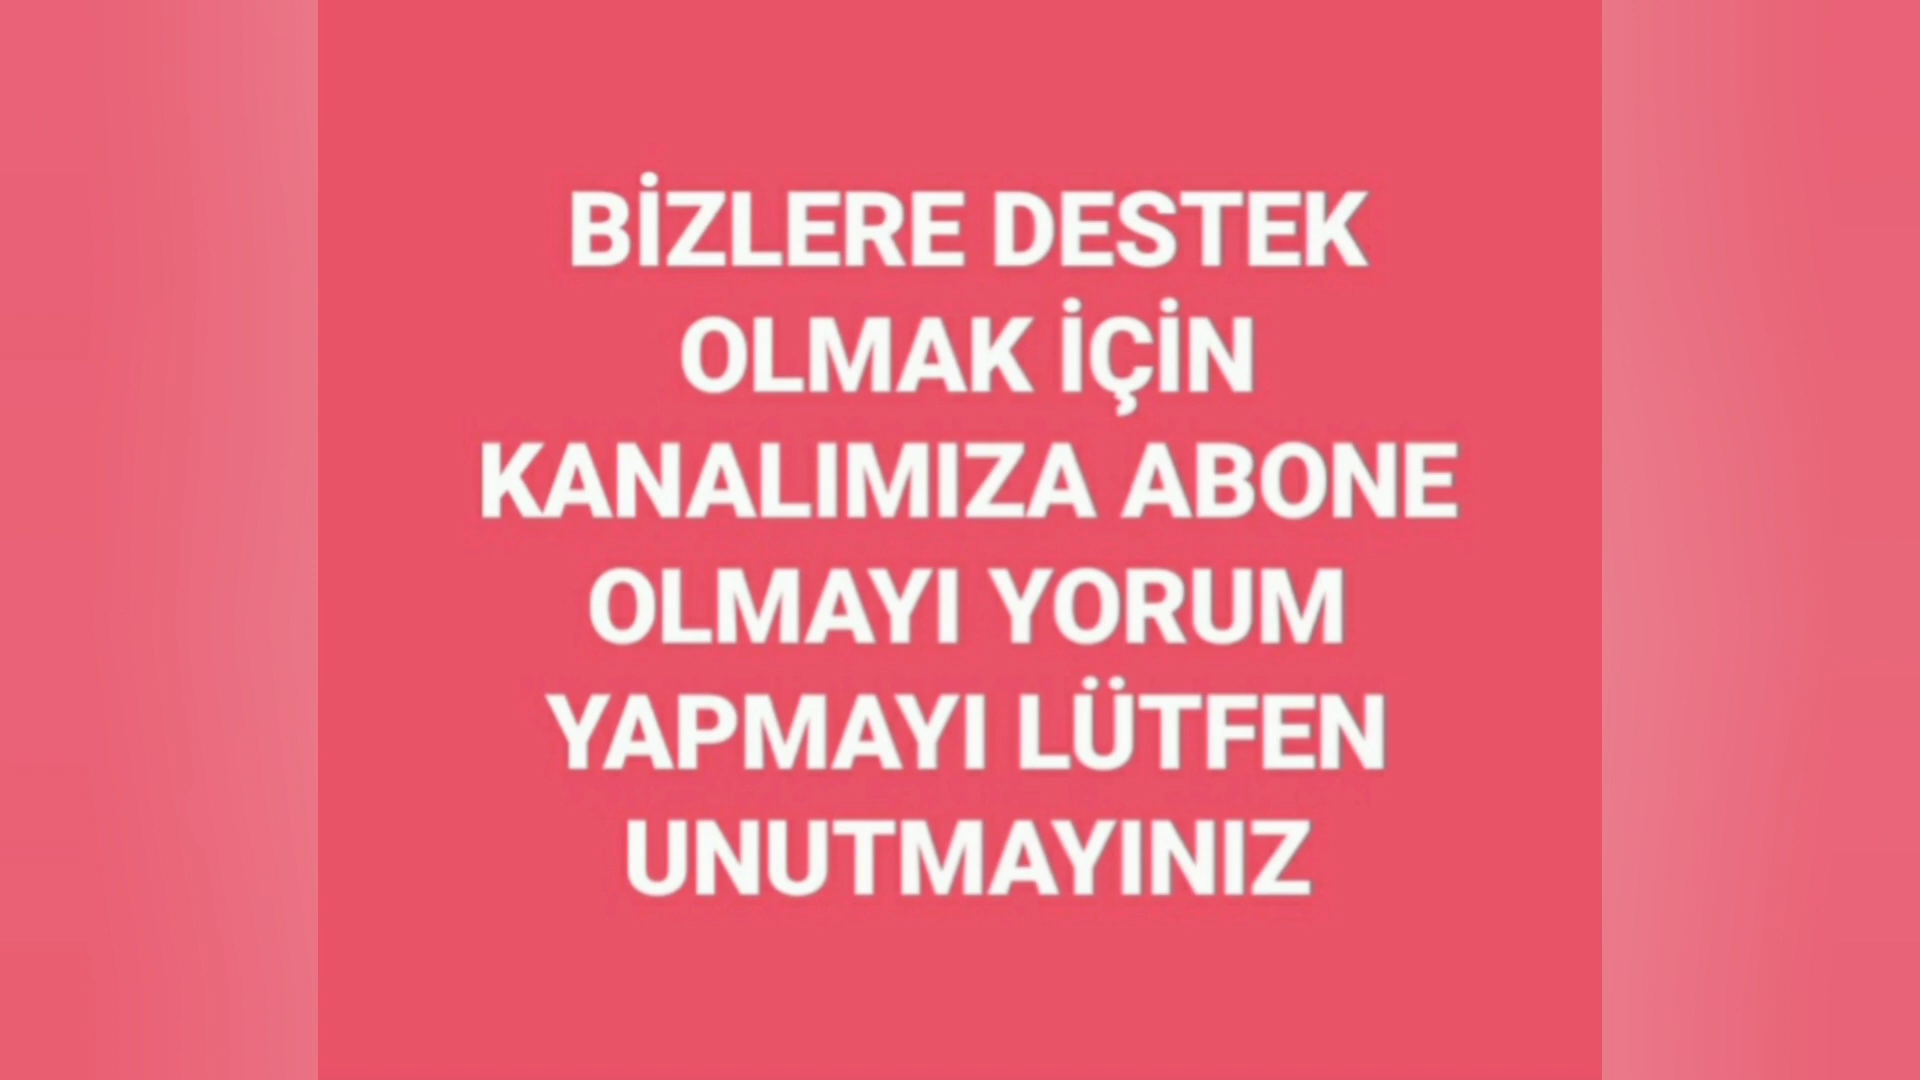 BİZLERE DESTEK
OLMAK İÇİN
KANALIMIZA ABONE
OLMAYI YORUM
YAPMAYI LÜTFEN
UNUTMAYINIZ